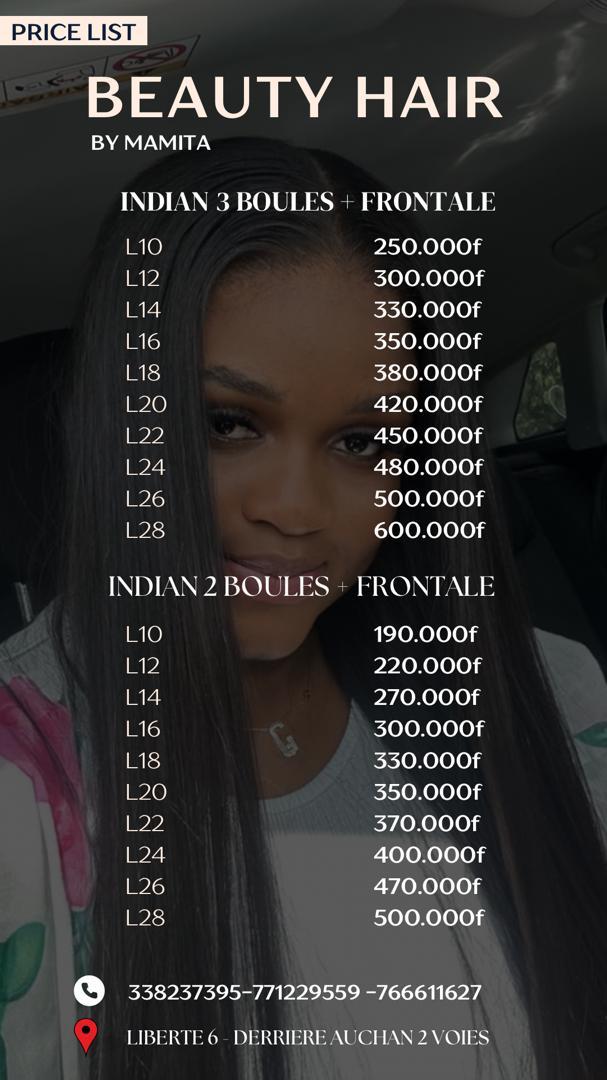 PRICE LIST
BEAUTY HAIR
BY MAMITA
INDIAN 3 BOULES + FRONTALE
L10 250.000f
L12 300.000f
L14 330.000f
L16 350.000f
L18 380.000f
L20 420.000f
L22 450.000f
L24 480.000f
L26 500.000f
L28 600.000f
INDIAN 2 BOULES + FRONTALE
L10 190.000f
L12 220.000f
L14 270.000f
L16 300.000f
L18 330.000f
L20 350.000f
L22 370.000f
L24 400.000f
L26 470.000f
L28 500.000f
338237395-771229559 -766611627
LIBERTE 6 - DERRIERE AUCHAN 2 VOIES